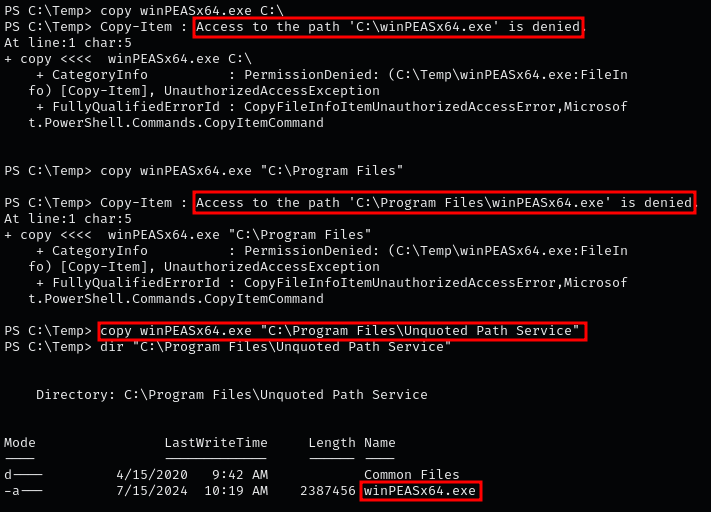 PS C:\Temp> copy winPEASx64.exe C:\
PS C:\Temp> Copy-Item : Access to the path 'C:\winPEASx64.exe' is denied.
At line:1 char:5
+ copy <<<<  winPEASx64.exe C:\
    + CategoryInfo          : PermissionDenied: (C:\Temp\winPEASx64.exe:FileIn
   fo) [Copy-Item], UnauthorizedAccessException
    + FullyQualifiedErrorId : CopyFileInfoItemUnauthorizedAccessError,Microsof
   t.PowerShell.Commands.CopyItemCommand
PS C:\Temp> copy winPEASx64.exe "C:\Program Files"
PS C:\Temp> Copy-Item : Access to the path 'C:\Program Files\winPEASx64.exe' is denied.
At line:1 char:5
+ copy <<<<  winPEASx64.exe "C:\Program Files"
    + CategoryInfo          : PermissionDenied: (C:\Temp\winPEASx64.exe:FileIn
   fo) [Copy-Item], UnauthorizedAccessException
    + FullyQualifiedErrorId : CopyFileInfoItemUnauthorizedAccessError,Microsof
   t.PowerShell.Commands.CopyItemCommand
PS C:\Temp> copy winPEASx64.exe "C:\Program Files\Unquoted Path Service"
PS C:\Temp> dir "C:\Program Files\Unquoted Path Service"
    Directory: C:\Program Files\Unquoted Path Service
Mode                LastWriteTime     Length Name
----                -------------     ------ ----
d----         4/15/2020   9:42 AM            Common Files
-a---         7/15/2024  10:19 AM    2387456 winPEASx64.exe